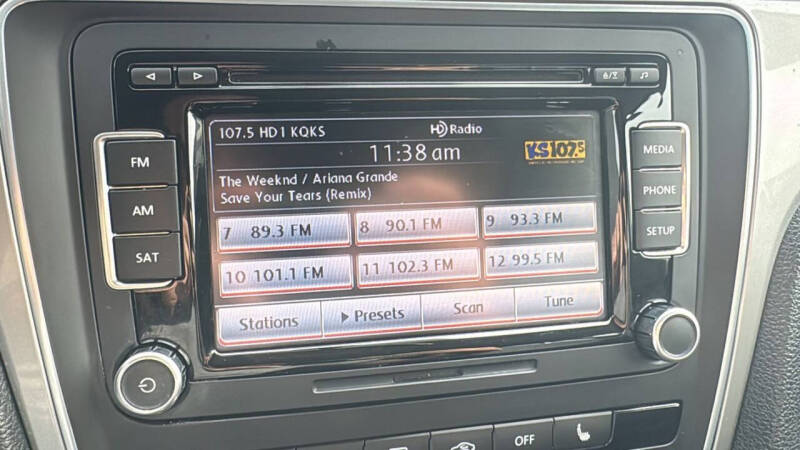 107.5 HD1 KQKS
HD Radio
11:38 am
KS107.5
The Weeknd / Ariana Grande
Save Your Tears (Remix)
7 89.3 FM
8 90.1 FM
9 93.3 FM
10 101.1 FM
11 102.3 FM
12 99.5 FM
Stations
Presets
Scan
Tune
FM
AM
SAT
MEDIA
PHONE
SETUP
OFF